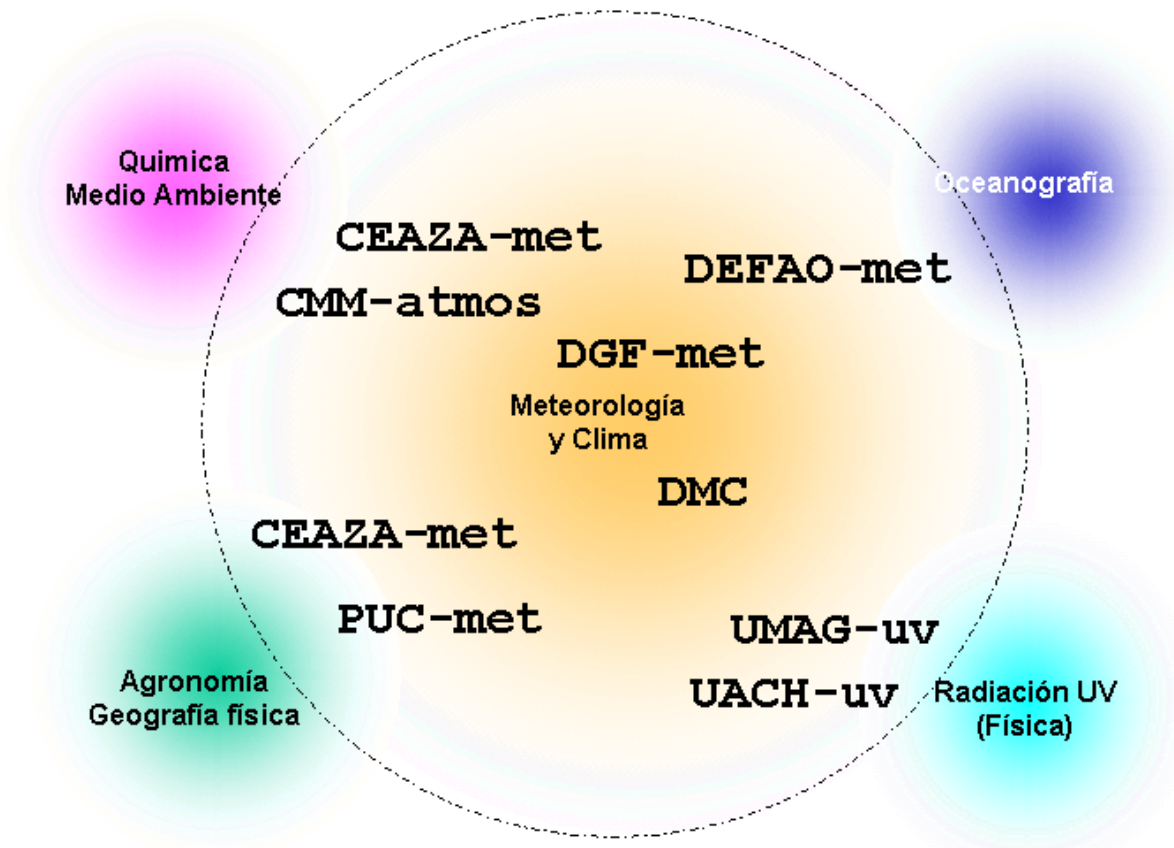 Quimica
Medio Ambiente
Oceanografía
CEAZA-met
DEFAO-met
CMM-atmos
DGF-met
Meteorología
y Clima
DMC
CEAZA-met
PUC-met
UMAG-uv
Agronomía
Geografía física
UACH-uv
Radiación UV
(Física)